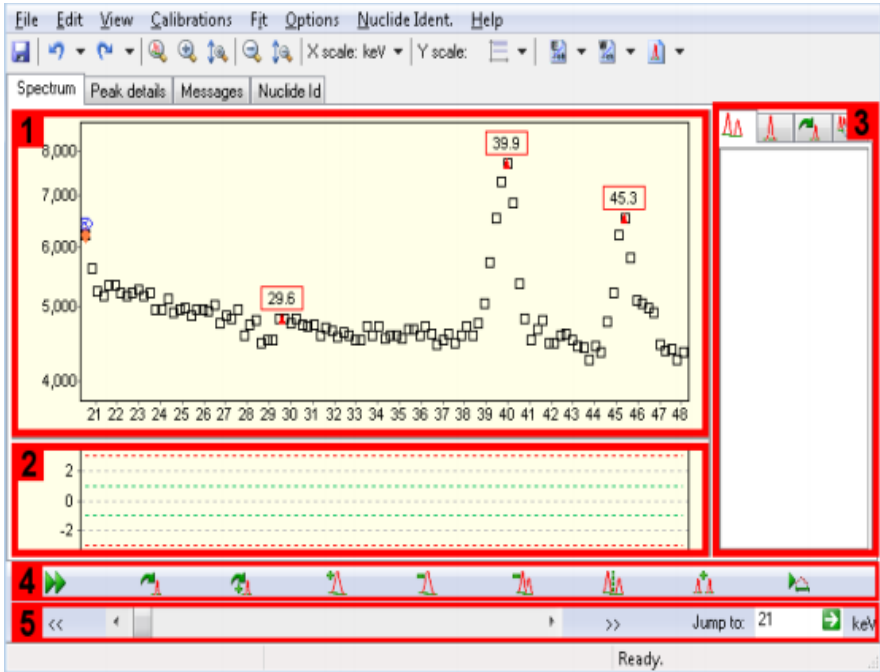 File Edit View Calibrations Fit Options Nuclide Ident. Help
X scale: keV Y scale:
Spectrum Peak details Messages Nuclide Id
1
3
8,000
7,000
6,000
5,000
4,000
39.9
45.3
29.6
21 22 23 24 25 26 27 28 29 30 31 32 33 34 35 36 37 38 39 40 41 42 43 44 45 46 47 48
2
2
0
-2
4
5 << >> Jump to: 21 keV
Ready.